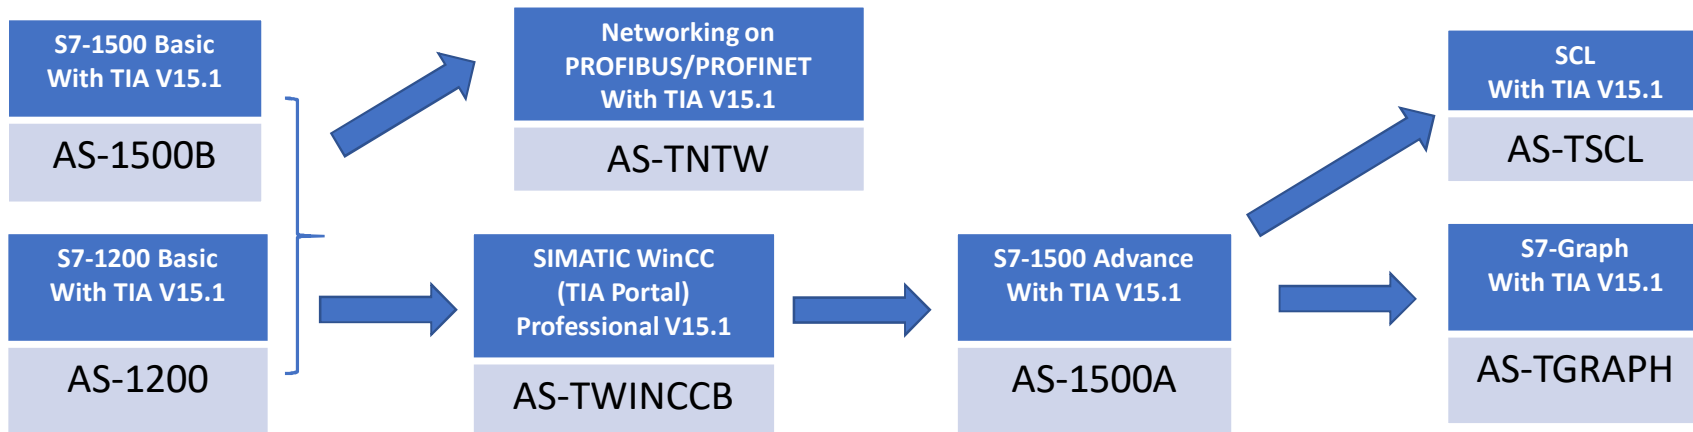 S7-1500 Basic
With TIA V15.1
AS-1500B
Networking on
PROFIBUS/PROFINET
With TIA V15.1
AS-TNTW
SCL
With TIA V15.1
AS-TSCL
S7-1200 Basic
With TIA V15.1
AS-1200
SIMATIC WinCC
(TIA Portal)
Professional V15.1
AS-TWINCCB
S7-1500 Advance
With TIA V15.1
AS-1500A
S7-Graph
With TIA V15.1
AS-TGRAPH